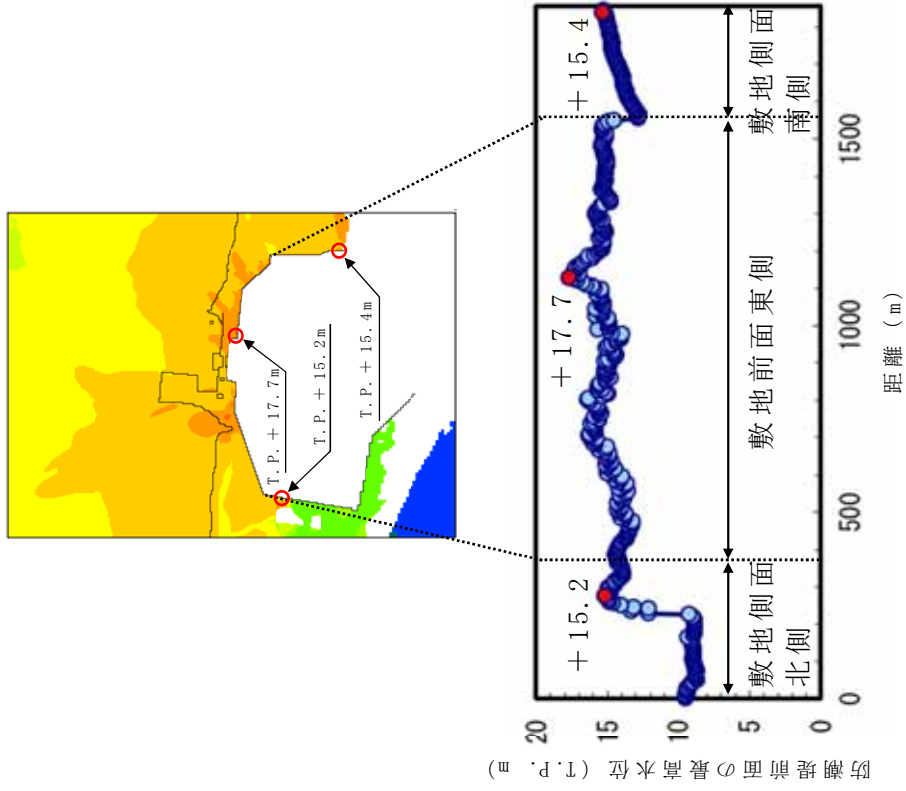 T.P.＋17.7m
T.P.＋15.2m
T.P.＋15.4m
防潮堤前面の最高水位（T.P. m）
20
15
10
5
0
＋15.2
＋17.7
＋15.4
敷地側面
北側
敷地前面東側
敷地側面
南側
0
500
1000
1500
距離（m）